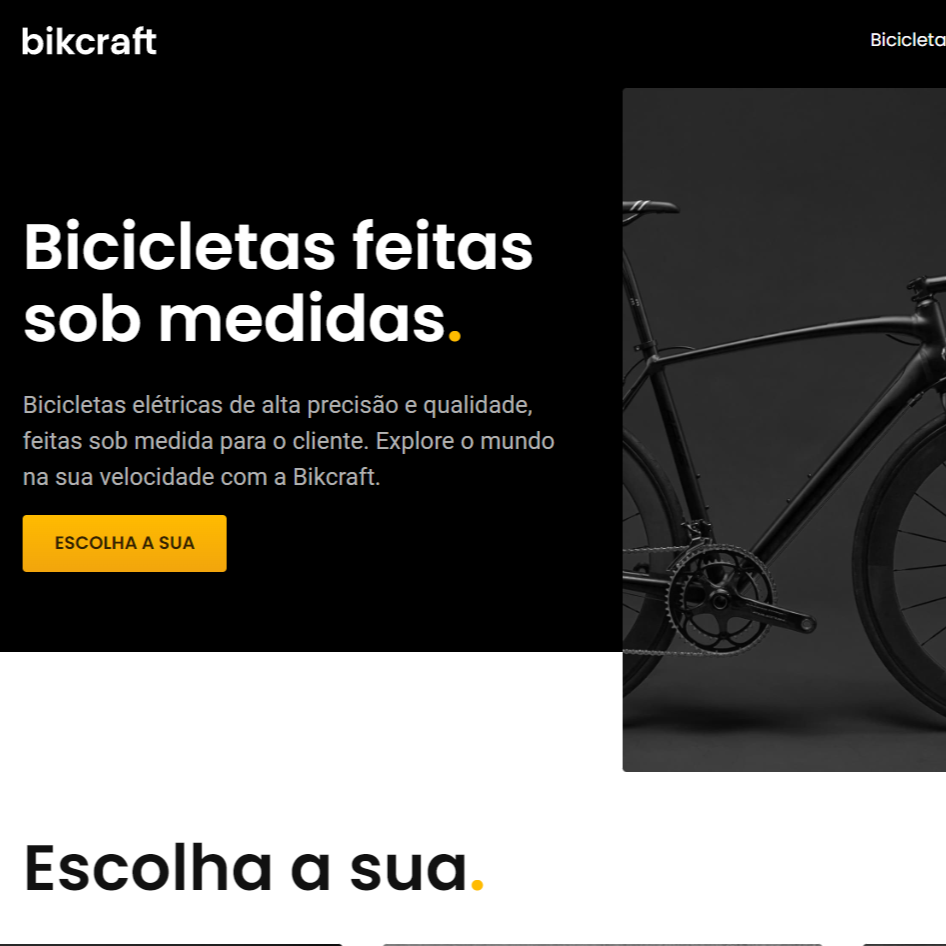 bikcraft
Bicicleta
Bicicletas feitas
sob medidas.
Bicicletas elétricas de alta precisão e qualidade,
feitas sob medida para o cliente. Explore o mundo
na sua velocidade com a Bikcraft.
ESCOLHA A SUA
Escolha a sua.